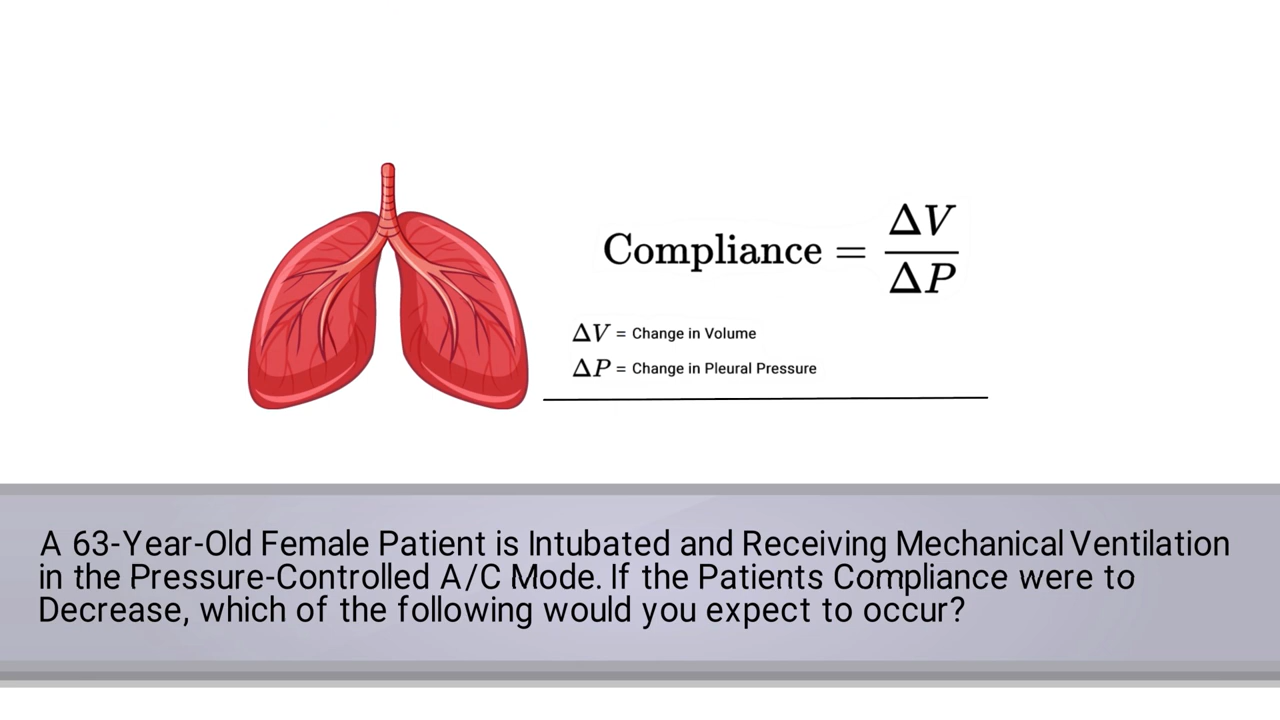 Compliance = ΔV / ΔP
ΔV = Change in Volume
ΔP = Change in Pleural Pressure
A 63-Year-Old Female Patient is Intubated and Receiving Mechanical Ventilation
in the Pressure-Controlled A/C Mode. If the Patients Compliance were to
Decrease, which of the following would you expect to occur?